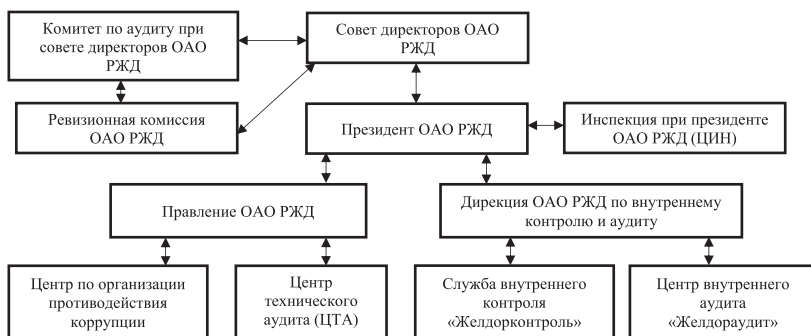 Комитет по аудиту при
совете директоров ОАО
РЖД
Совет директоров ОАО
РЖД
Ревизионная комиссия
ОАО РЖД
Президент ОАО РЖД
Инспекция при президенте
ОАО РЖД (ЦИН)
Правление ОАО РЖД
Дирекция ОАО РЖД по внутреннему
контролю и аудиту
Центр по организации
противодействия
коррупции
Центр
технического
аудита (ЦТА)
Служба внутреннего
контроля
«Желдорконтроль»
Центр внутреннего
аудита
«Желдораудит»